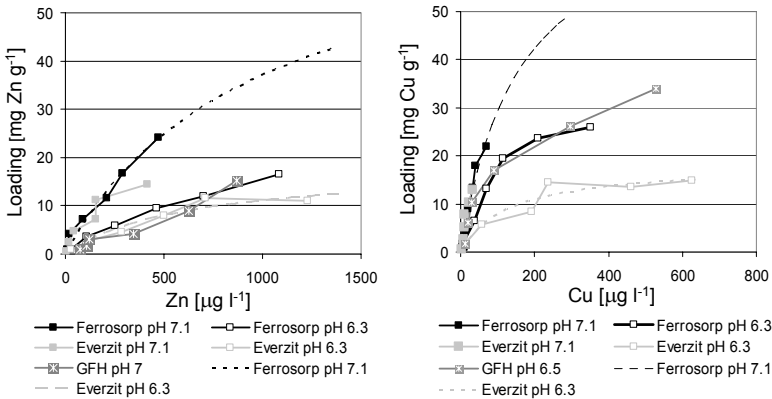 50
40
30
20
10
0
Loading [mg Zn g-1]
0 500 1000 1500
Zn [µg l-1]
Ferrosorp pH 7.1 Ferrosorp pH 6.3
Everzit pH 7.1 Everzit pH 6.3
GFH pH 7 Ferrosorp pH 7.1
Everzit pH 6.3
50
40
30
20
10
0
Loading [mg Cu g-1]
0 200 400 600 800
Cu [µg l-1]
Ferrosorp pH 7.1 Ferrosorp pH 6.3
Everzit pH 7.1 Everzit pH 6.3
GFH pH 6.5 Ferrosorp pH 7.1
Everzit pH 6.3